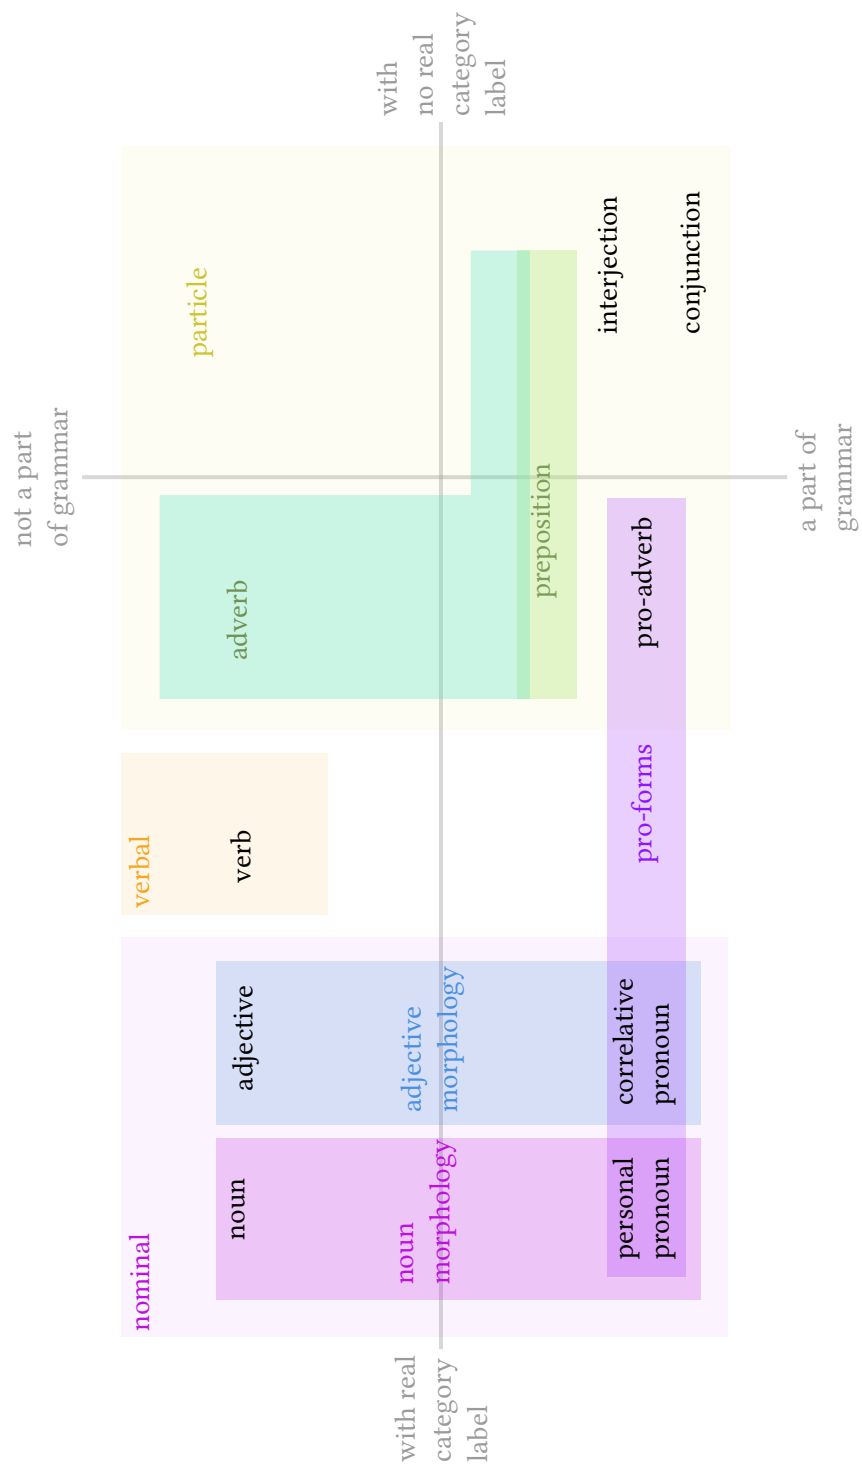 not a part
of grammar
nominal
verbal
particle
noun
adjective
verb
adverb
with real
category
label
noun
morphology
adjective
morphology
with
no real
category
label
preposition
interjection
personal
pronoun
correlative
pronoun
pro-forms
pro-adverb
conjunction
a part of
grammar